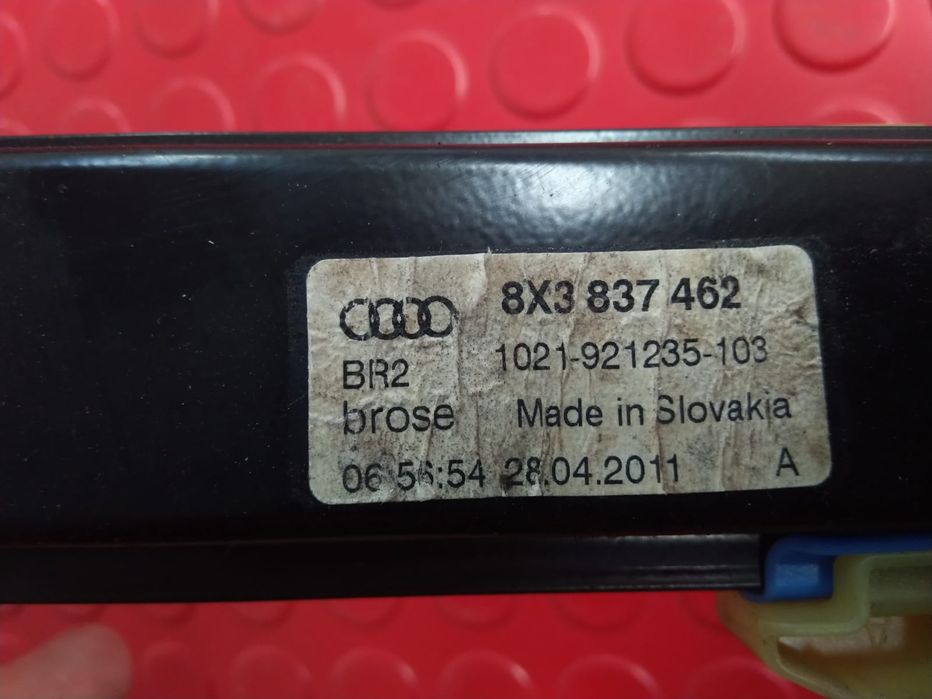 8X3 837 462
1021-921235-103
BR2
brose Made in Slovakia
06:56:54 28.04.2011 A